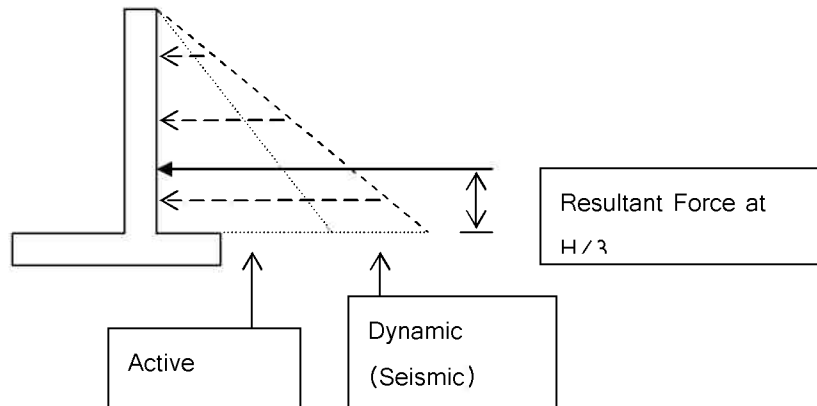 Resultant Force at
H/3
Dynamic
(Seismic)
Active